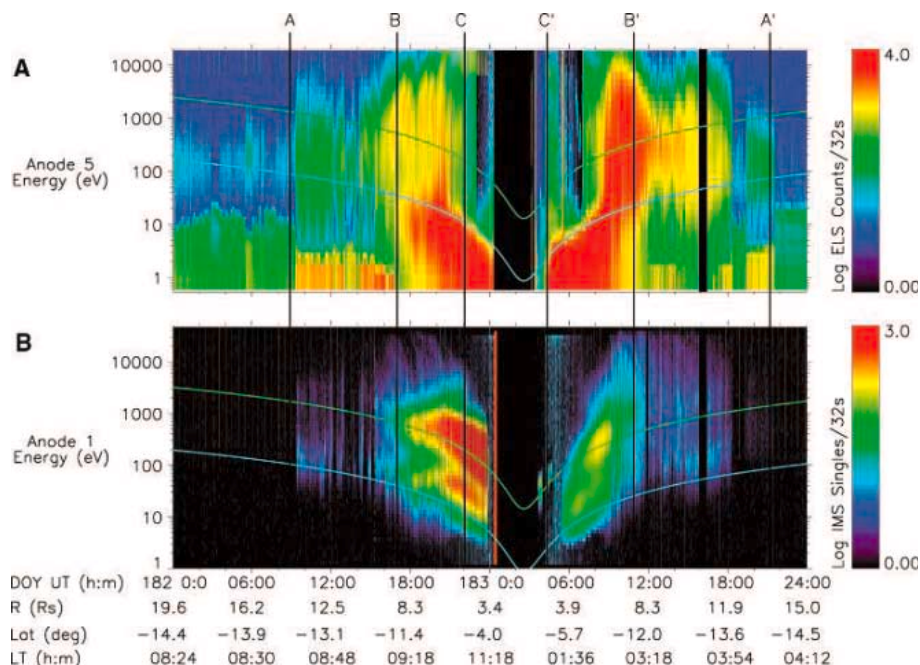 A B C C' B' A'
A
10000
1000
100
10
1
Anode 5
Energy (eV)
4.0
Log ELS Counts/32s
0.00
B
10000
1000
100
10
1
Anode 1
Energy (eV)
3.0
Log IMS Singles/32s
0.00
DOY UT (h:m) 182 0:0 06:00 12:00 18:00 183 0:0 06:00 12:00 18:00 24:00
R (Rs) 19.6 16.2 12.5 8.3 3.4 3.9 8.3 11.9 15.0
Lat (deg) −14.4 −13.9 −13.1 −11.4 −4.0 −5.7 −12.0 −13.6 −14.5
LT (h:m) 08:24 08:30 08:48 09:18 11:18 01:36 03:18 03:54 04:12